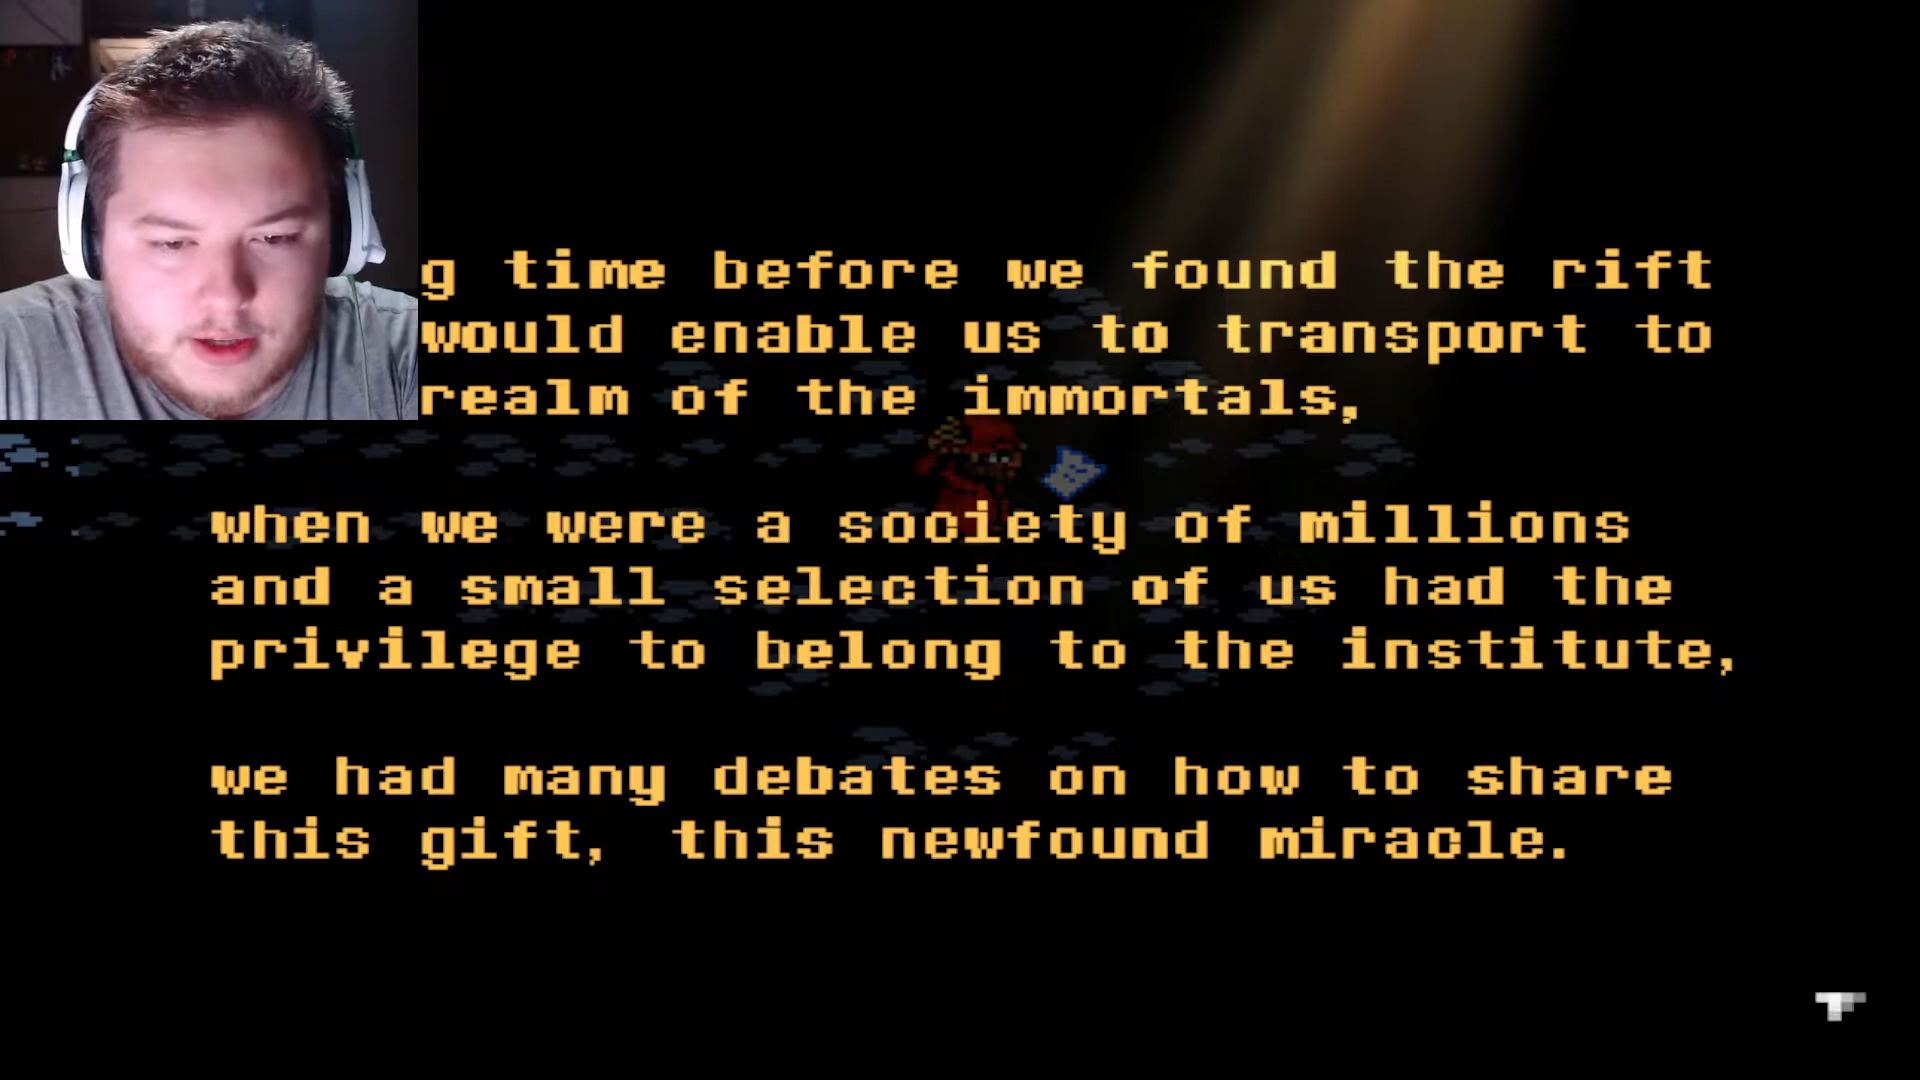 g time before we found the rift
would enable us to transport to
realm of the immortals,
when we were a society of millions
and a small selection of us had the
privilege to belong to the institute,
we had many debates on how to share
this gift, this newfound miracle.